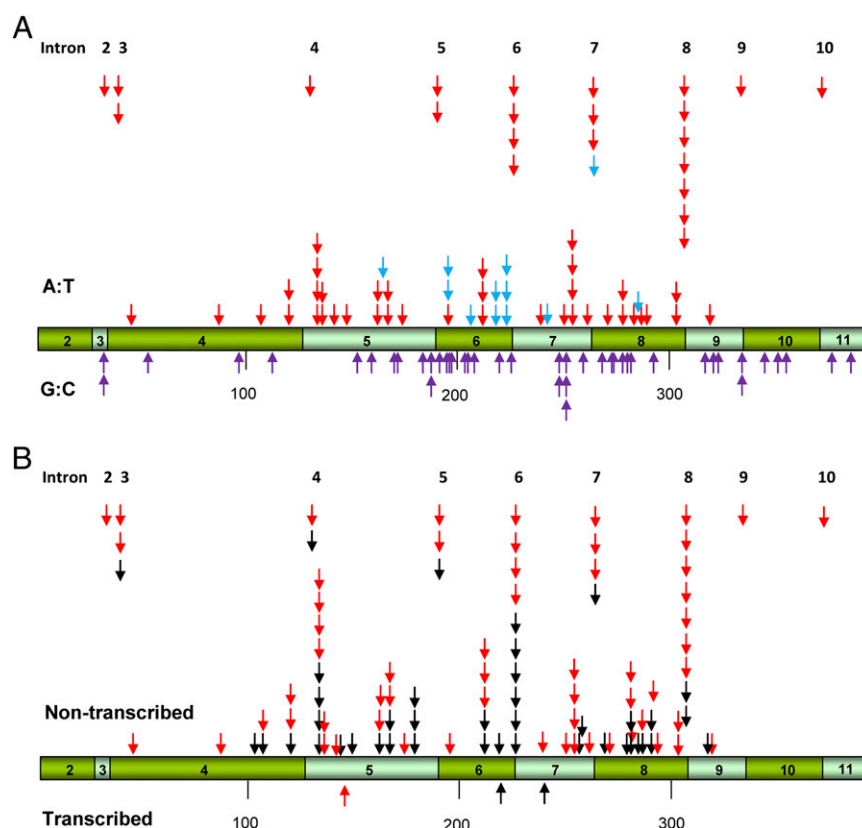 A
Intron 2 3 4 5 6 7 8 9 10
A:T
2 3 4 5 6 7 8 9 10 11
G:C
100 200 300
B
Intron 2 3 4 5 6 7 8 9 10
Non-transcribed
2 3 4 5 6 7 8 9 10 11
Transcribed
100 200 300